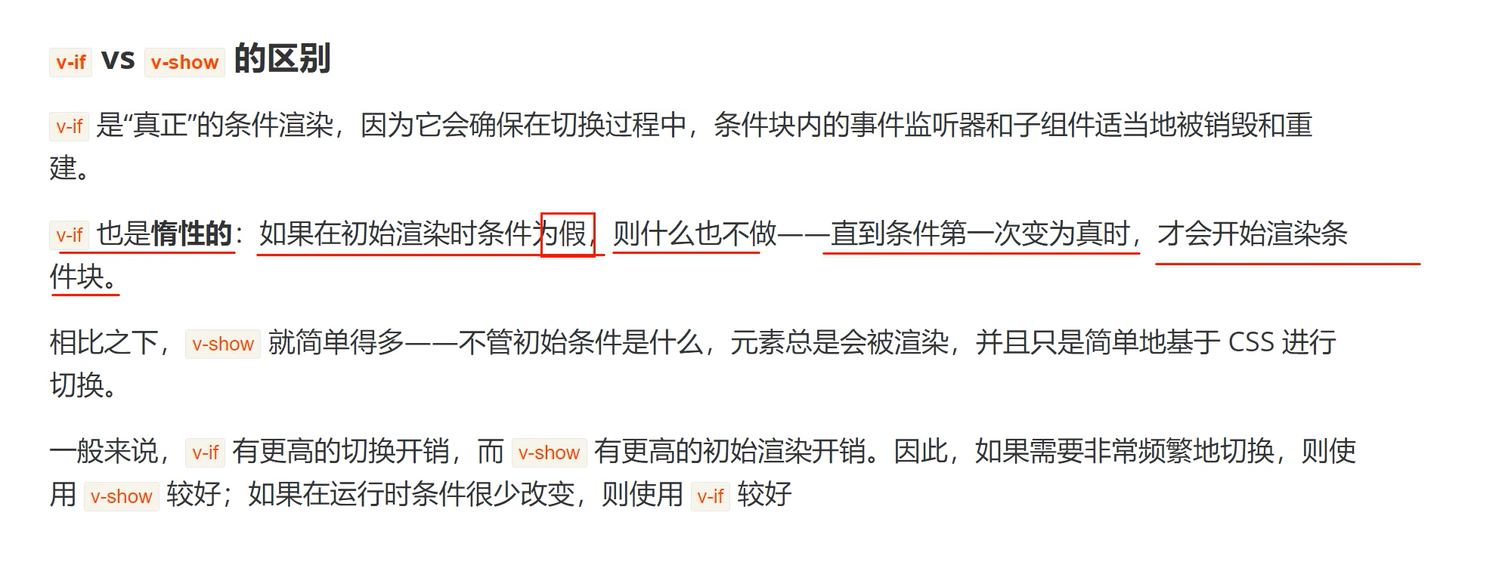 v-if vs v-show 的区别
v-if 是“真正”的条件渲染，因为它会确保在切换过程中，条件块内的事件监听器和子组件适当地被销毁和重
建。
v-if 也是惰性的：如果在初始渲染时条件为假，则什么也不做——直到条件第一次变为真时，才会开始渲染条
件块。
相比之下，v-show 就简单得多——不管初始条件是什么，元素总是会被渲染，并且只是简单地基于 CSS 进行
切换。
一般来说，v-if 有更高的切换开销，而 v-show 有更高的初始渲染开销。因此，如果需要非常频繁地切换，则使
用 v-show 较好；如果在运行时条件很少改变，则使用 v-if 较好